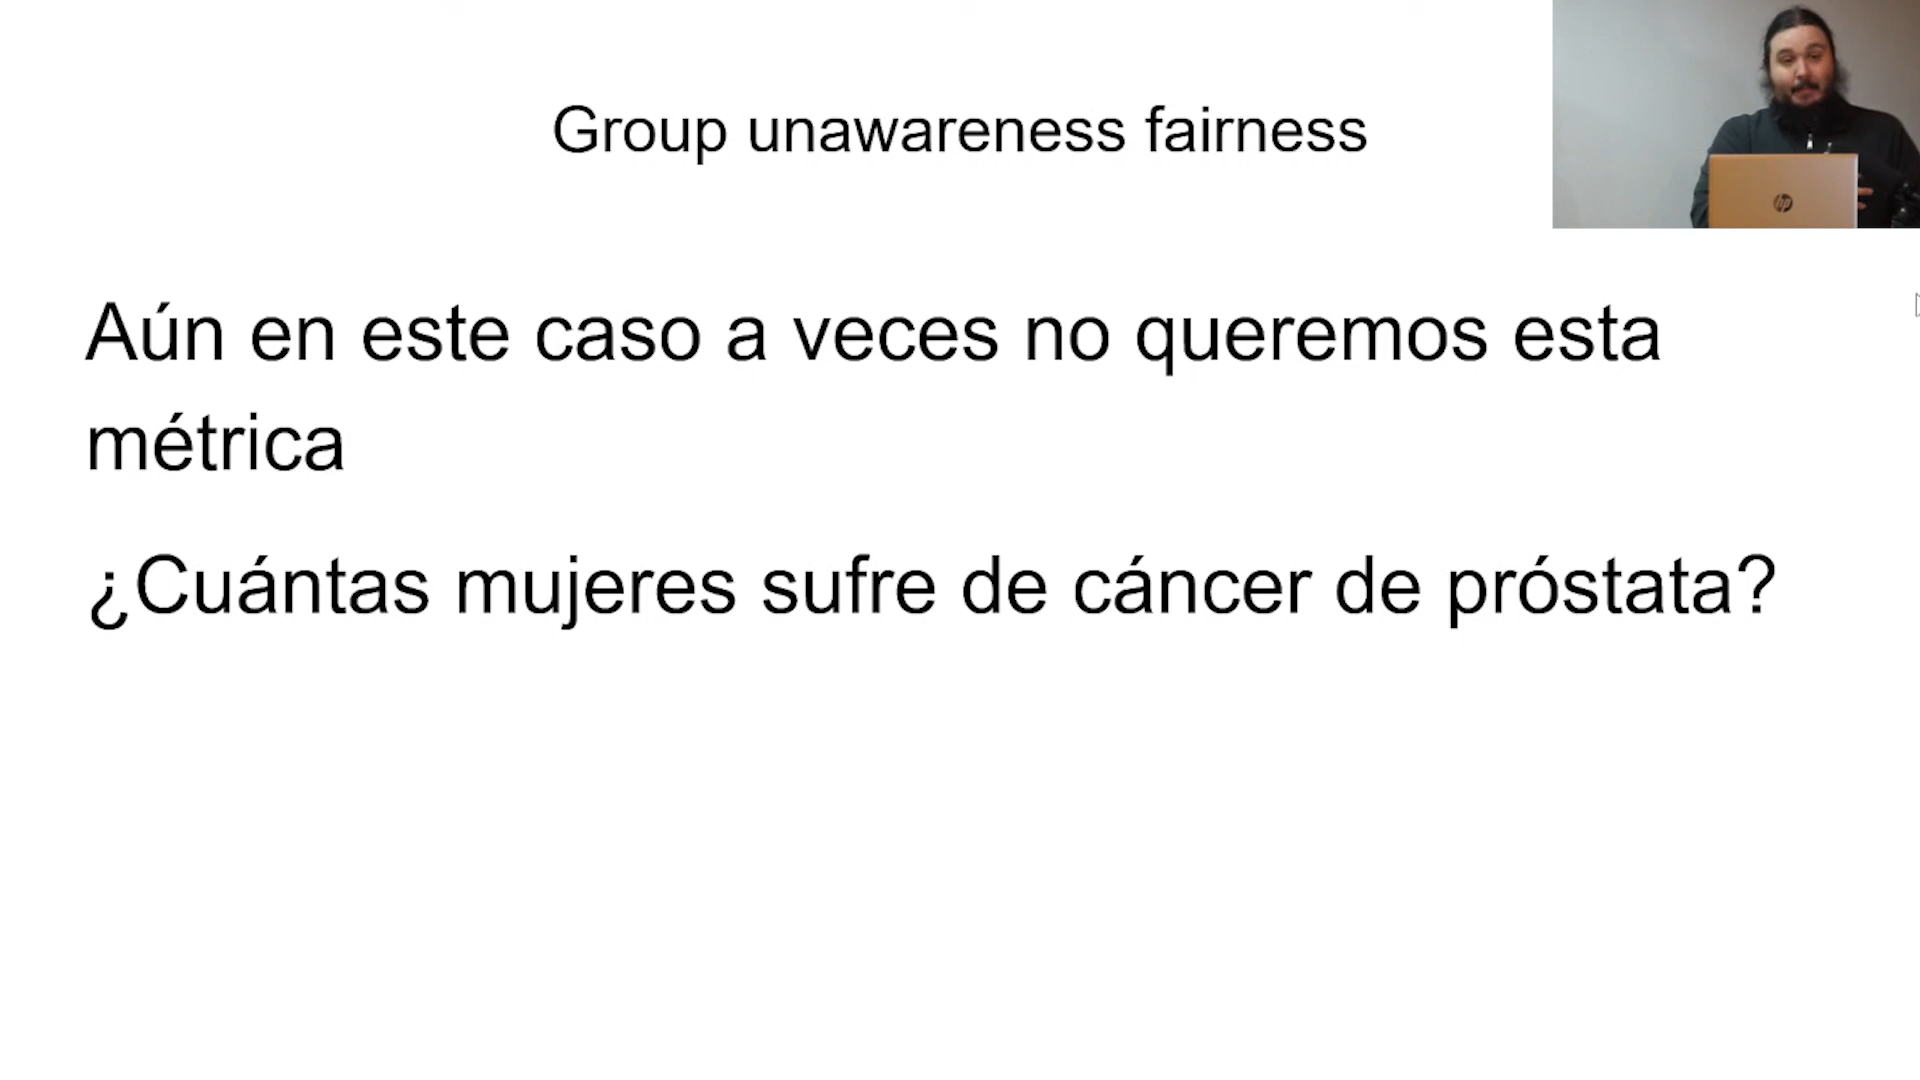 Group unawareness fairness
Aún en este caso a veces no queremos esta
métrica
¿Cuántas mujeres sufre de cáncer de próstata?
hp